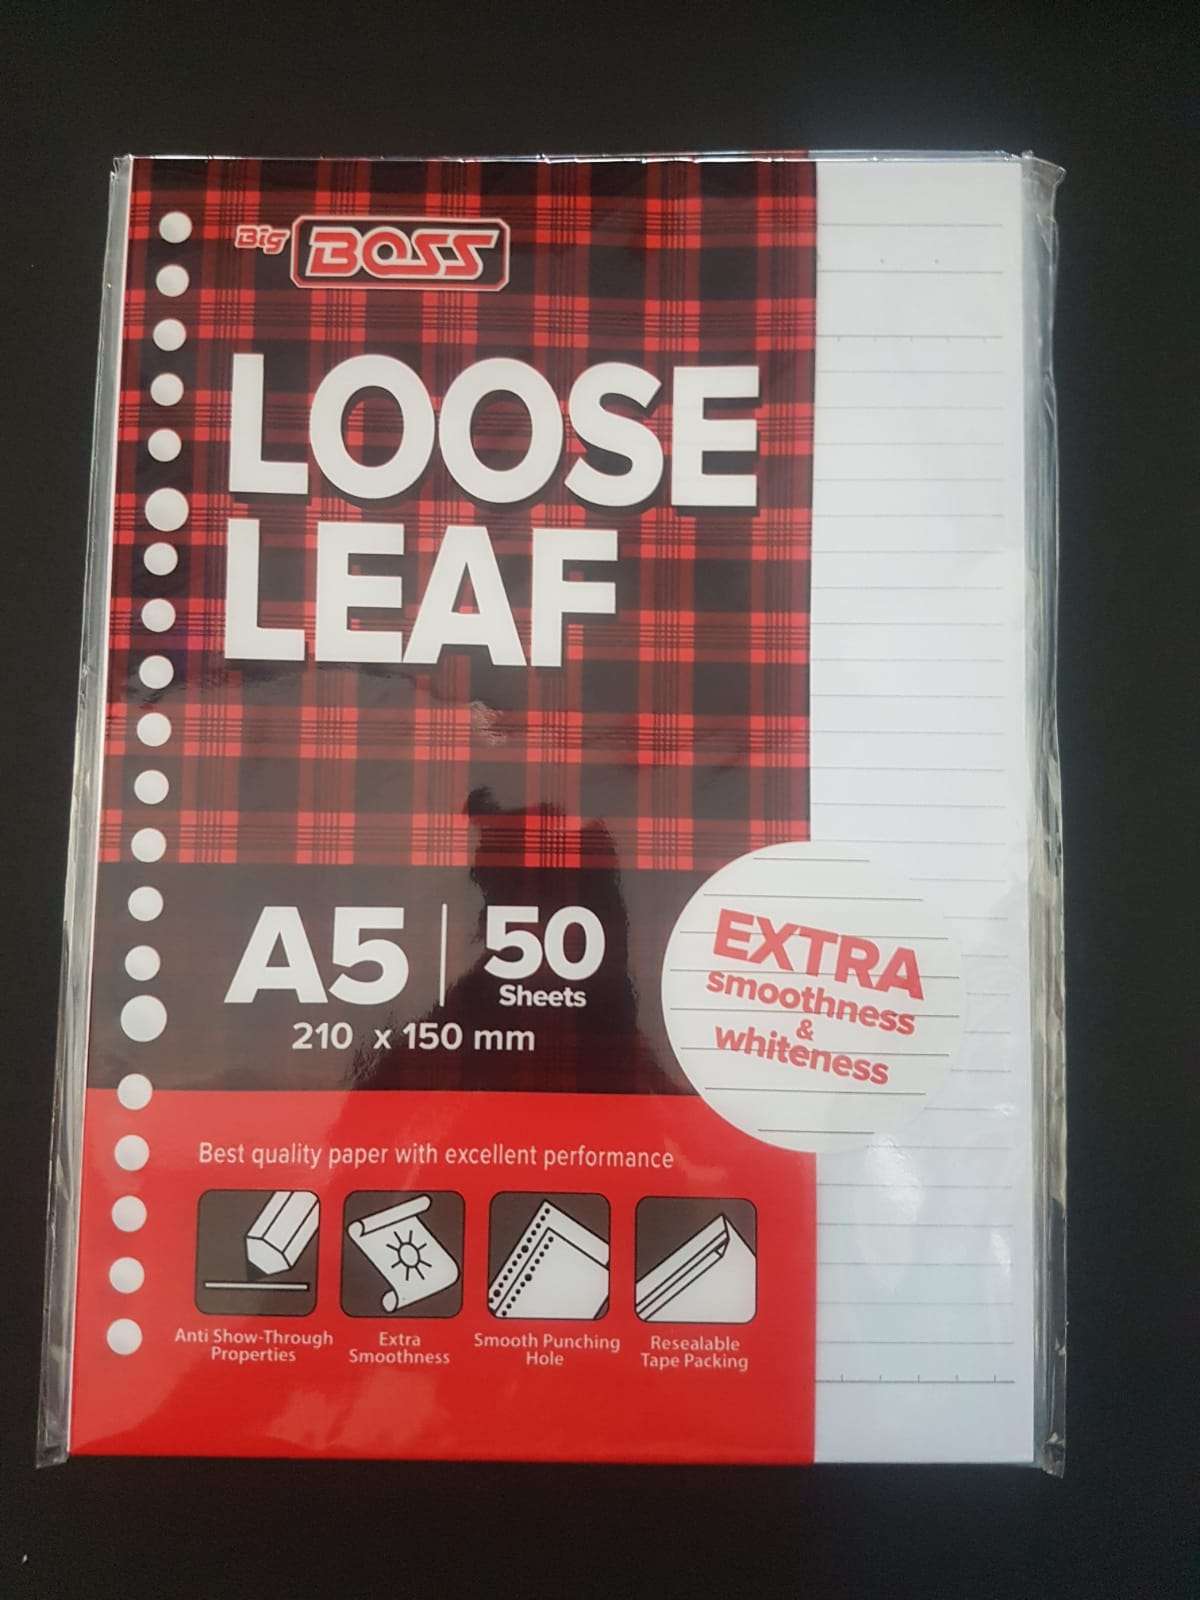 Big BOSS
LOOSE
LEAF
A5 | 50
Sheets
210 x 150 mm
EXTRA
smoothness
&
whiteness
Best quality paper with excellent performance
Anti Show-Through
Properties
Extra
Smoothness
Smooth Punching
Hole
Resealable
Tape Packing